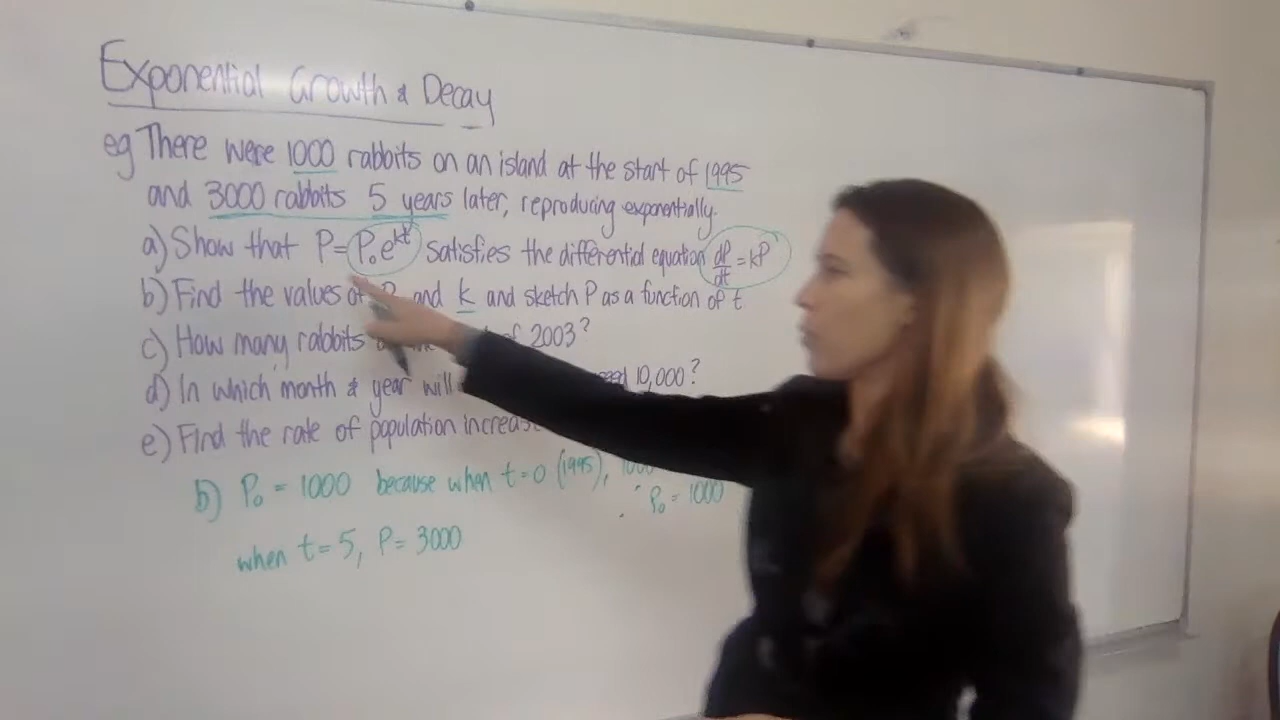 Exponential Growth & Decay
eg There were 1000 rabbits on an island at the start of 1995
and 3000 rabbits 5 years later, reproducing exponentially.
a) Show that P=P₀e^kt satisfies the differential equation dP/dt = kP
b) Find the values and k and sketch P as a function of t
c) How many rabbits of 2003?
d) In which month & year will 10,000?
e) Find the rate of population
b) P₀ = 1000 because when t=0 (1995),
∴ P₀ = 1000
when t=5, P= 3000